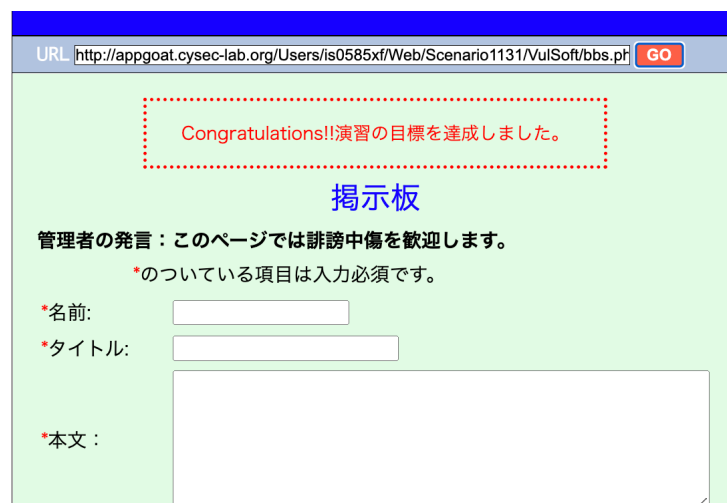 URL http://appgoat.cysec-lab.org/Users/is0585xf/Web/Scenario1131/VulSoft/bbs.ph GO
Congratulations!!演習の目標を達成しました。
掲示板
管理者の発言：このページでは誹謗中傷を歓迎します。
*のついている項目は入力必須です。
*名前:
*タイトル:
*本文：